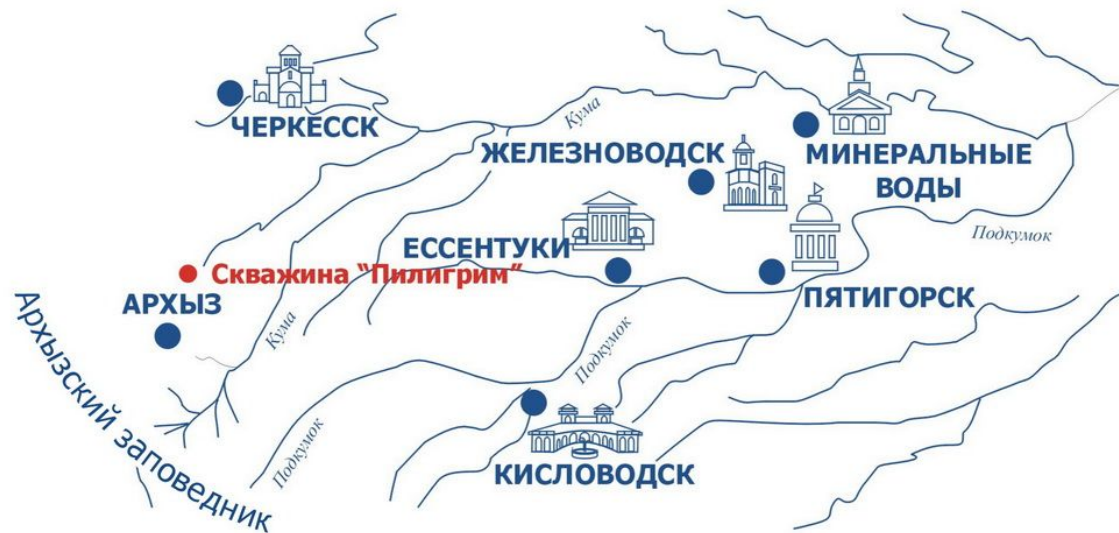 ЧЕРКЕССК
Кума
ЖЕЛЕЗНОВОДСК
МИНЕРАЛЬНЫЕ
ВОДЫ
Подкумок
ЕССЕНТУКИ
Скважина “Пилигрим”
ПЯТИГОРСК
АРХЫЗ
Кума
Подкумок
Архызский заповедник
Подкумок
КИСЛОВОДСК